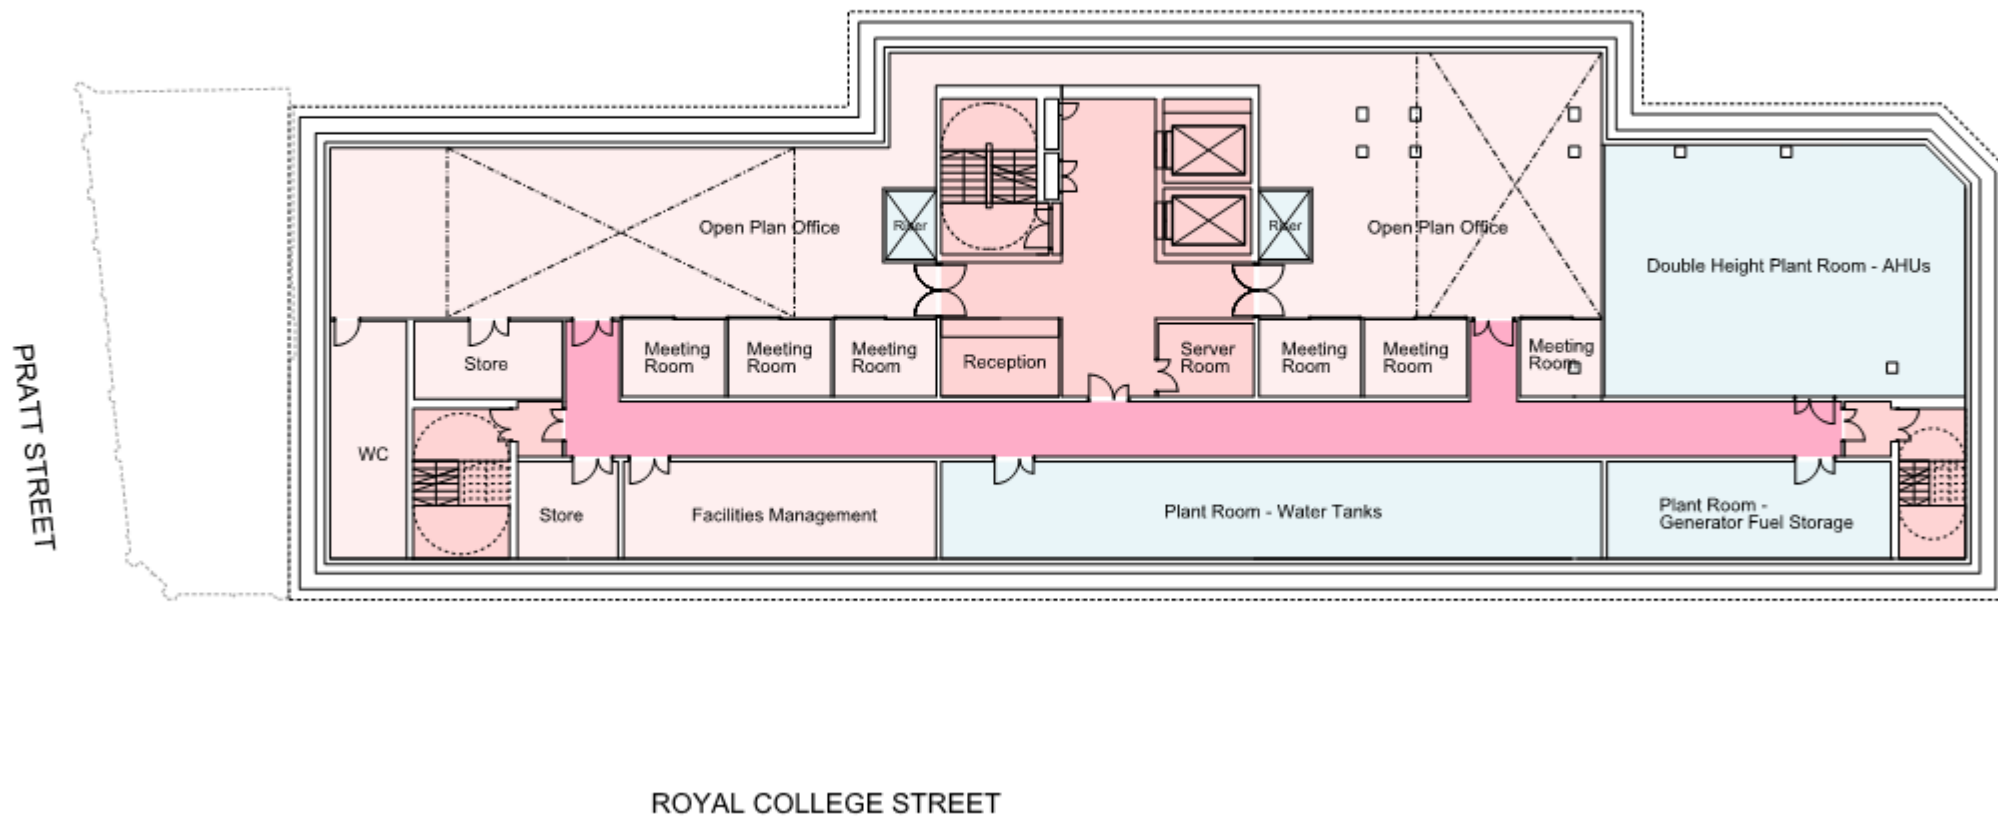 Open Plan Office
Riser
Riser
Open Plan Office
Double Height Plant Room - AHUs
Store
Meeting
Room
Meeting
Room
Meeting
Room
Reception
Server
Room
Meeting
Room
Meeting
Room
Meeting
Room
WC
Store
Facilities Management
Plant Room - Water Tanks
Plant Room -
Generator Fuel Storage
PRATT STREET
ROYAL COLLEGE STREET